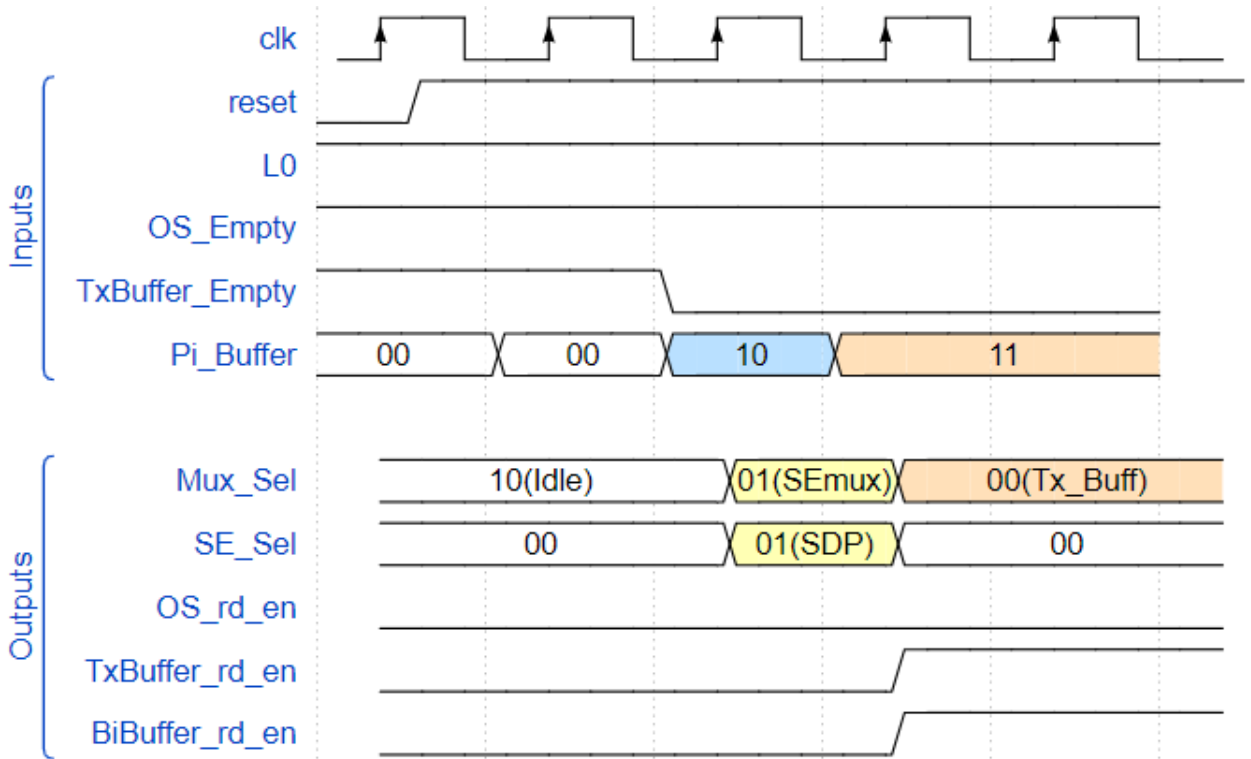 clk
Inputs
reset
L0
OS_Empty
TxBuffer_Empty
Pi_Buffer 00 00 10 11
Outputs
Mux_Sel 10(Idle) 01(SEmux) 00(Tx_Buff)
SE_Sel 00 01(SDP) 00
OS_rd_en
TxBuffer_rd_en
BiBuffer_rd_en